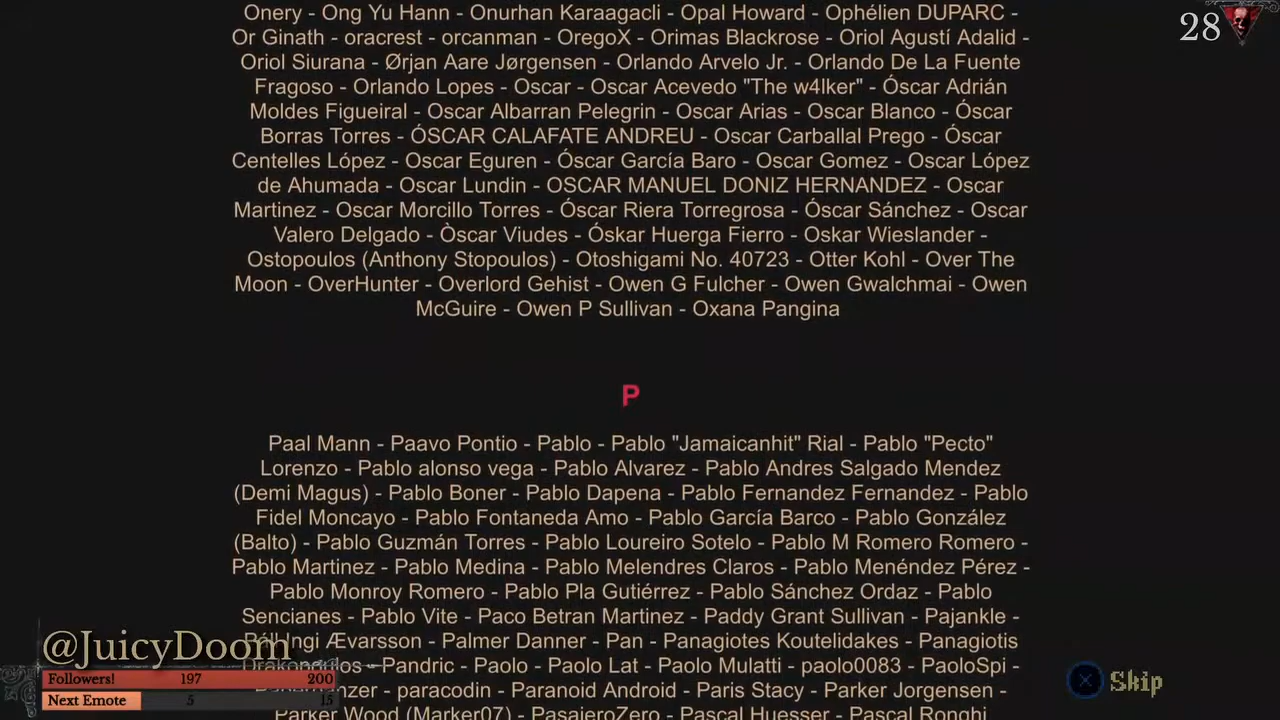 Onery - Ong Yu Hann - Onurhan Karaagacli - Opal Howard - Ophélien DUPARC -
28
Or Ginath - oracrest - orcanman - OregoX - Orimas Blackrose - Oriol Agustí Adalid -
Oriol Siurana - Ørjan Aare Jørgensen - Orlando Arvelo Jr. - Orlando De La Fuente
Fragoso - Orlando Lopes - Oscar - Oscar Acevedo "The w4lker" - Óscar Adrián
Moldes Figueiral - Oscar Albarran Pelegrin - Oscar Arias - Oscar Blanco - Óscar
Borras Torres - ÓSCAR CALAFATE ANDREU - Oscar Carballal Prego - Óscar
Centelles López - Oscar Eguren - Óscar García Baro - Oscar Gomez - Oscar López
de Ahumada - Oscar Lundin - OSCAR MANUEL DONIZ HERNANDEZ - Oscar
Martinez - Oscar Morcillo Torres - Óscar Riera Torregrosa - Óscar Sánchez - Oscar
Valero Delgado - Òscar Viudes - Óskar Huerga Fierro - Oskar Wieslander -
Ostopoulos (Anthony Stopoulos) - Otoshigami No. 40723 - Otter Kohl - Over The
Moon - OverHunter - Overlord Gehist - Owen G Fulcher - Owen Gwalchmai - Owen
McGuire - Owen P Sullivan - Oxana Pangina
P
Paal Mann - Paavo Pontio - Pablo - Pablo "Jamaicanhit" Rial - Pablo "Pecto"
Lorenzo - Pablo alonso vega - Pablo Alvarez - Pablo Andres Salgado Mendez
(Demi Magus) - Pablo Boner - Pablo Dapena - Pablo Fernandez Fernandez - Pablo
Fidel Moncayo - Pablo Fontaneda Amo - Pablo García Barco - Pablo González
(Balto) - Pablo Guzmán Torres - Pablo Loureiro Sotelo - Pablo M Romero Romero -
Pablo Martinez - Pablo Medina - Pablo Melendres Claros - Pablo Menéndez Pérez -
Pablo Monroy Romero - Pablo Pla Gutiérrez - Pablo Sánchez Ordaz - Pablo
Sencianes - Pablo Vite - Paco Betran Martinez - Paddy Grant Sullivan - Pajankle -
Ævarsson - Palmer Danner - Pan - Panagiotes Koutelidakes - Panagiotis
@JuicyDoom
Drakondulos - Pandric - Paolo - Paolo Lat - Paolo Mulatti - paolo0083 - PaoloSpi -
Followers! 197 200
Skip
- paracodin - Paranoid Android - Paris Stacy - Parker Jorgensen -
Next Emote 5 15
Parker Wood (Marker07) - PasajeroZero - Pascal Huesser - Pascal Ronghi